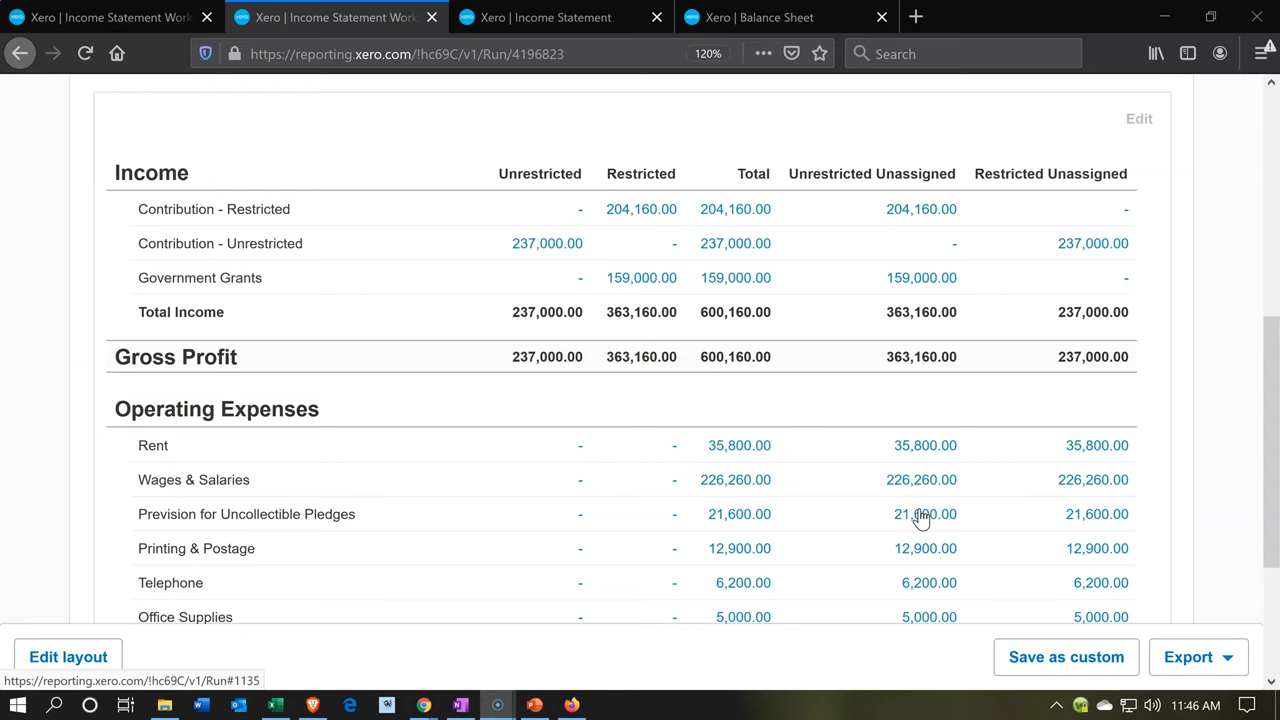 Xero | Income Statement Work
Xero | Income Statement Work
Xero | Income Statement
Xero | Balance Sheet
https://reporting.xero.com/!hc69C/v1/Run/4196823
120%
Search
Edit
Income Unrestricted Restricted Total Unrestricted Unassigned Restricted Unassigned
Contribution - Restricted - 204,160.00 204,160.00 204,160.00 -
Contribution - Unrestricted 237,000.00 - 237,000.00 - 237,000.00
Government Grants - 159,000.00 159,000.00 159,000.00 -
Total Income 237,000.00 363,160.00 600,160.00 363,160.00 237,000.00
Gross Profit 237,000.00 363,160.00 600,160.00 363,160.00 237,000.00
Operating Expenses
Rent - - 35,800.00 35,800.00 35,800.00
Wages & Salaries - - 226,260.00 226,260.00 226,260.00
Prevision for Uncollectible Pledges - - 21,600.00 21,600.00 21,600.00
Printing & Postage - - 12,900.00 12,900.00 12,900.00
Telephone - - 6,200.00 6,200.00 6,200.00
Office Supplies 5,000.00 5,000.00 5,000.00
Edit layout
Save as custom
Export
https://reporting.xero.com/!hc69C/v1/Run#1135
11:46 AM